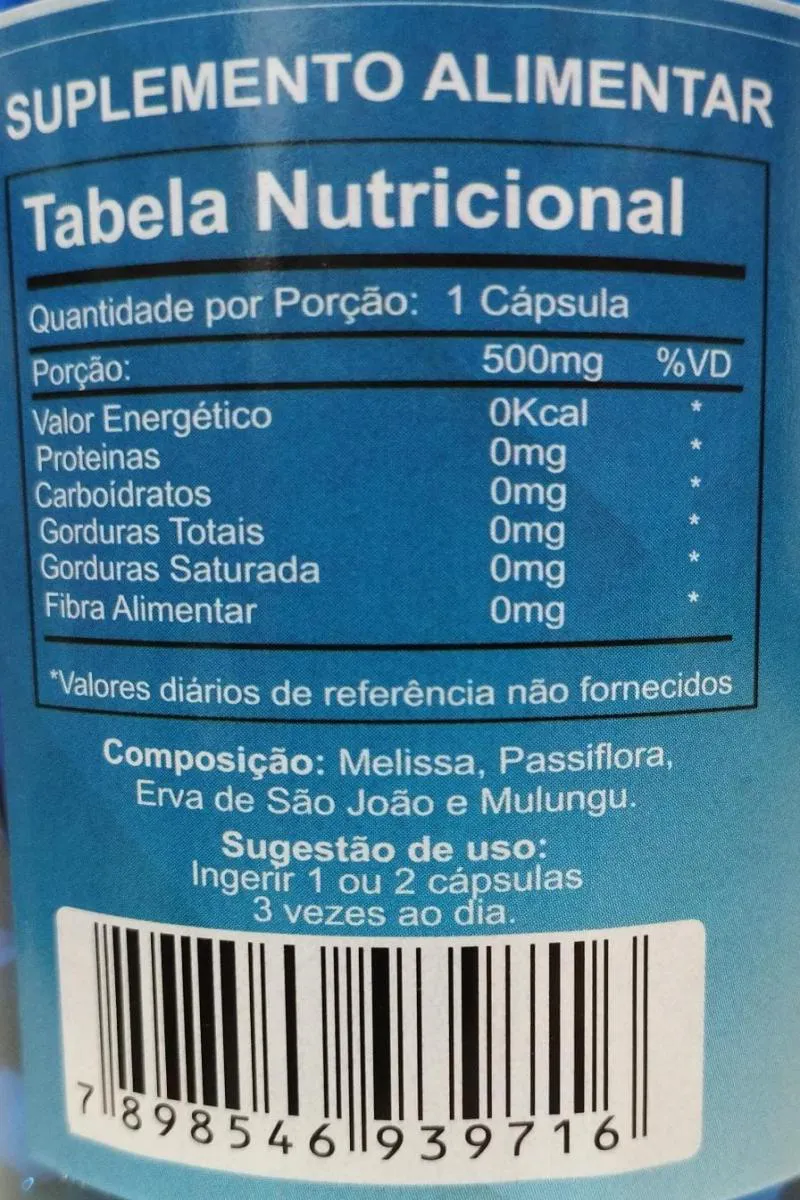 SUPLEMENTO ALIMENTAR
Tabela Nutricional
Quantidade por Porção: 1 Cápsula
Porção: 500mg %VD
Valor Energético 0Kcal *
Proteinas 0mg *
Carboídratos 0mg *
Gorduras Totais 0mg *
Gorduras Saturada 0mg *
Fibra Alimentar 0mg *
*Valores diários de referência não fornecidos
Composição: Melissa, Passiflora,
Erva de São João e Mulungu.
Sugestão de uso:
Ingerir 1 ou 2 cápsulas
3 vezes ao dia.
7 898546 939716